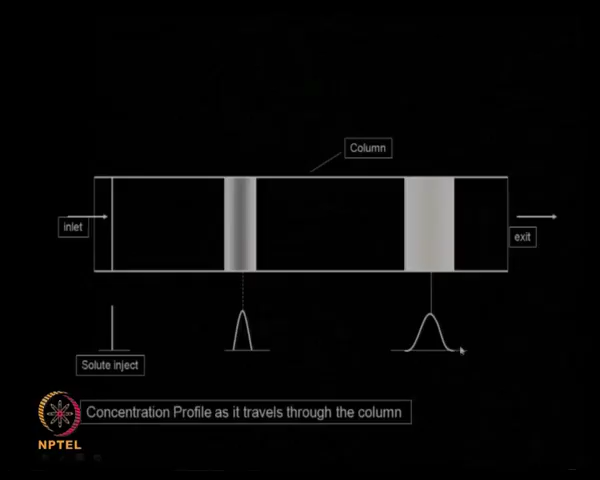 Column
inlet
exit
Solute inject
Concentration Profile as it travels through the column
NPTEL